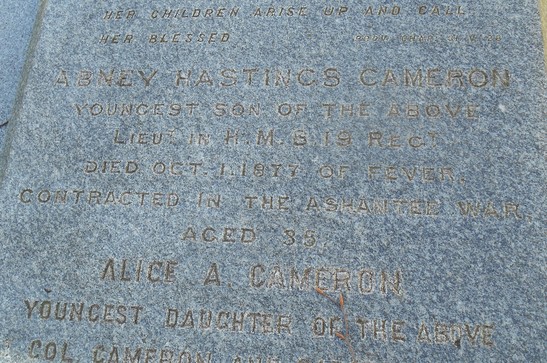 HER CHILDREN ARISE UP AND CALL
HER BLESSED
ABNEY HASTINGS CAMERON
YOUNGEST SON OF THE ABOVE
LIEUT. IN H.M.S. 19 REGT
DIED OCT. 1. 1877 OF FEVER,
CONTRACTED IN THE ASHANTEE WAR,
AGED 35.
ALICE A. CAMERON
YOUNGEST DAUGHTER OF THE ABOVE
COL. CAMERON AND